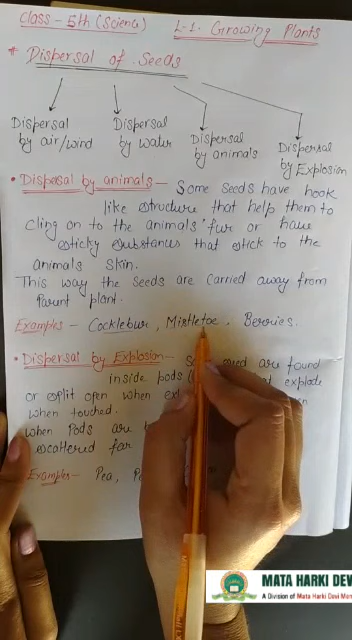 Class - 5th (Science) L-1. Growing Plants
* Dispersal of Seeds
Dispersal by air/wind
Dispersal by water
Dispersal by animals
Dispersal by Explosion
• Dispersal by animals - Some Seeds have hook
like structure that help them to
cling on to the animals' fur or have
sticky substances that stick to the
animals skin.
This way the seeds are carried away from
Parent plant.
Examples - Cocklebur, Mistletoe, Berries.
• Dispersal by Explosion - seed are found
inside pods explode
or split open when
when touched.
when Pods are
scattered far
Examples - Pea,
MATA HARKI DEVI
A Division of Mata Harki Devi